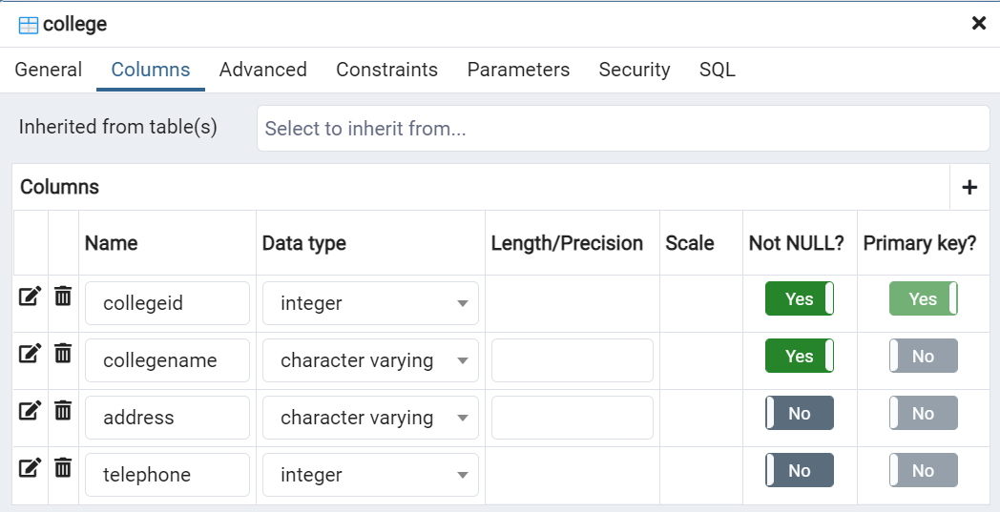 college
General Columns Advanced Constraints Parameters Security SQL
Inherited from table(s) Select to inherit from...
Columns
Name Data type Length/Precision Scale Not NULL? Primary key?
collegeid integer Yes Yes
collegename character varying Yes No
address character varying No No
telephone integer No No